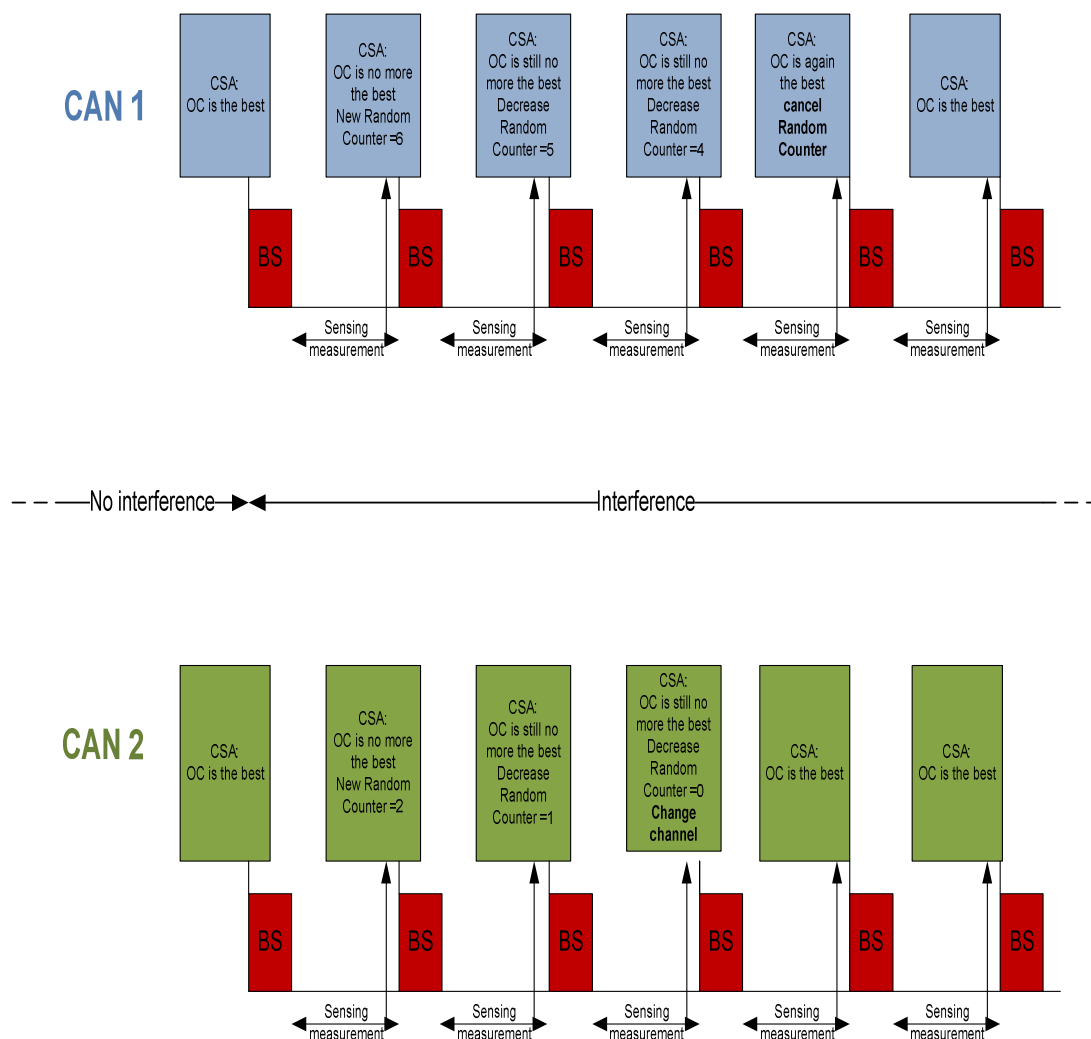 CAN 1
CSA:
OC is the best
CSA:
OC is no more
the best
New Random
Counter =6
CSA:
OC is still no
more the best
Decrease
Random
Counter =5
CSA:
OC is still no
more the best
Decrease
Random
Counter =4
CSA:
OC is again
the best
cancel
Random
Counter
CSA:
OC is the best
BS
BS
BS
BS
BS
BS
Sensing
measurement
Sensing
measurement
Sensing
measurement
Sensing
measurement
Sensing
measurement
No interference
Interference
CAN 2
CSA:
OC is the best
CSA:
OC is no more
the best
New Random
Counter =2
CSA:
OC is still no
more the best
Decrease
Random
Counter =1
CSA:
OC is still no
more the best
Decrease
Random
Counter =0
Change
channel
CSA:
OC is the best
CSA:
OC is the best
BS
BS
BS
BS
BS
BS
Sensing
measurement
Sensing
measurement
Sensing
measurement
Sensing
measurement
Sensing
measurement